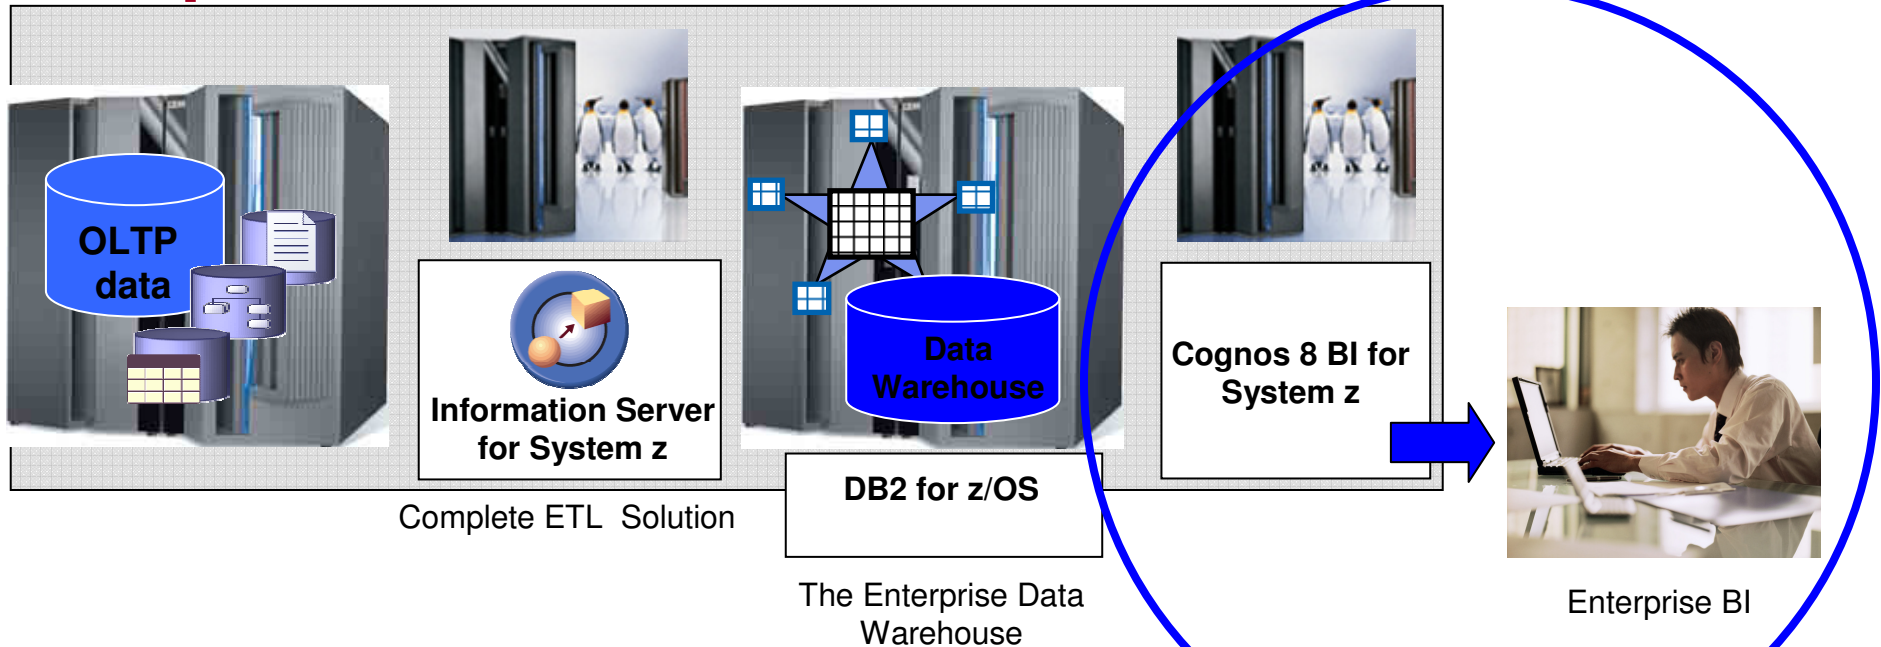 OLTP
data
Information Server
for System z
Complete ETL  Solution
Data
Warehouse
DB2 for z/OS
The Enterprise Data
Warehouse
Cognos 8 BI for
System z
Enterprise BI